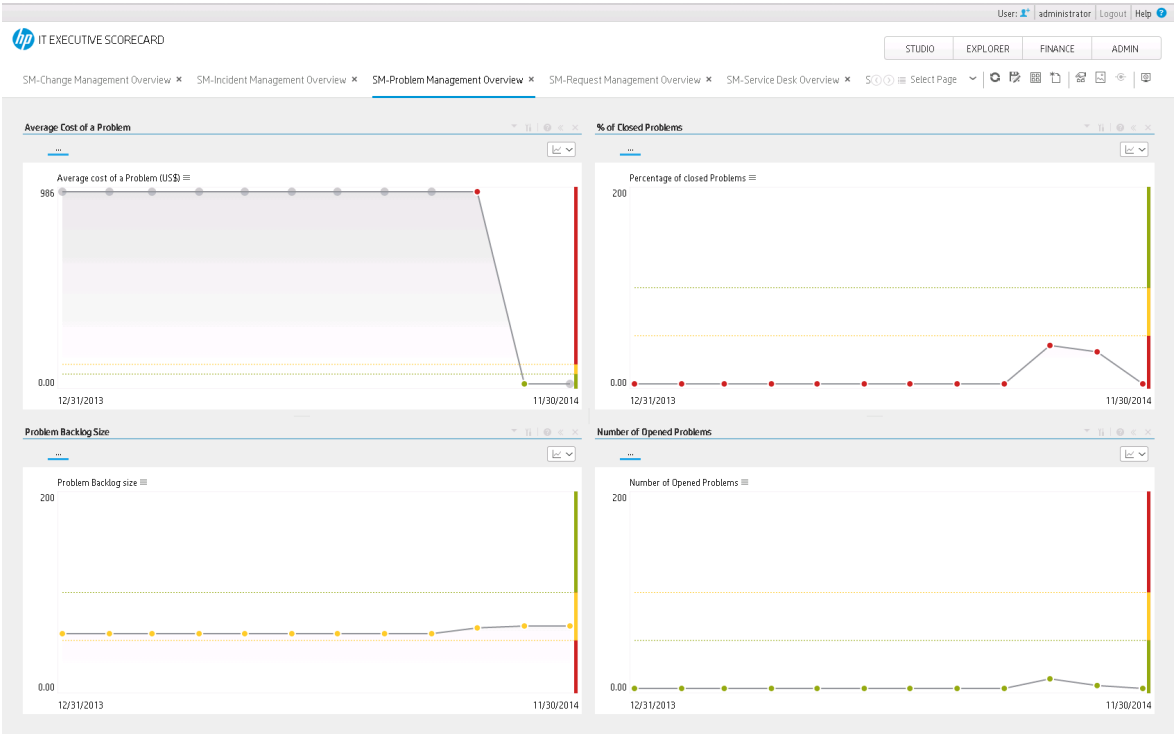 User: administrator Logout Help ?
hp IT EXECUTIVE SCORECARD
STUDIO EXPLORER FINANCE ADMIN
SM-Change Management Overview × SM-Incident Management Overview × SM-Problem Management Overview × SM-Request Management Overview × SM-Service Desk Overview × S Select Page
Average Cost of a Problem
...
Average cost of a Problem (US$)
986
0.00
12/31/2013 11/30/2014
% of Closed Problems
...
Percentage of closed Problems
200
0.00
12/31/2013 11/30/2014
Problem Backlog Size
...
Problem Backlog size
200
0.00
12/31/2013 11/30/2014
Number of Opened Problems
...
Number of Opened Problems
200
0.00
12/31/2013 11/30/2014